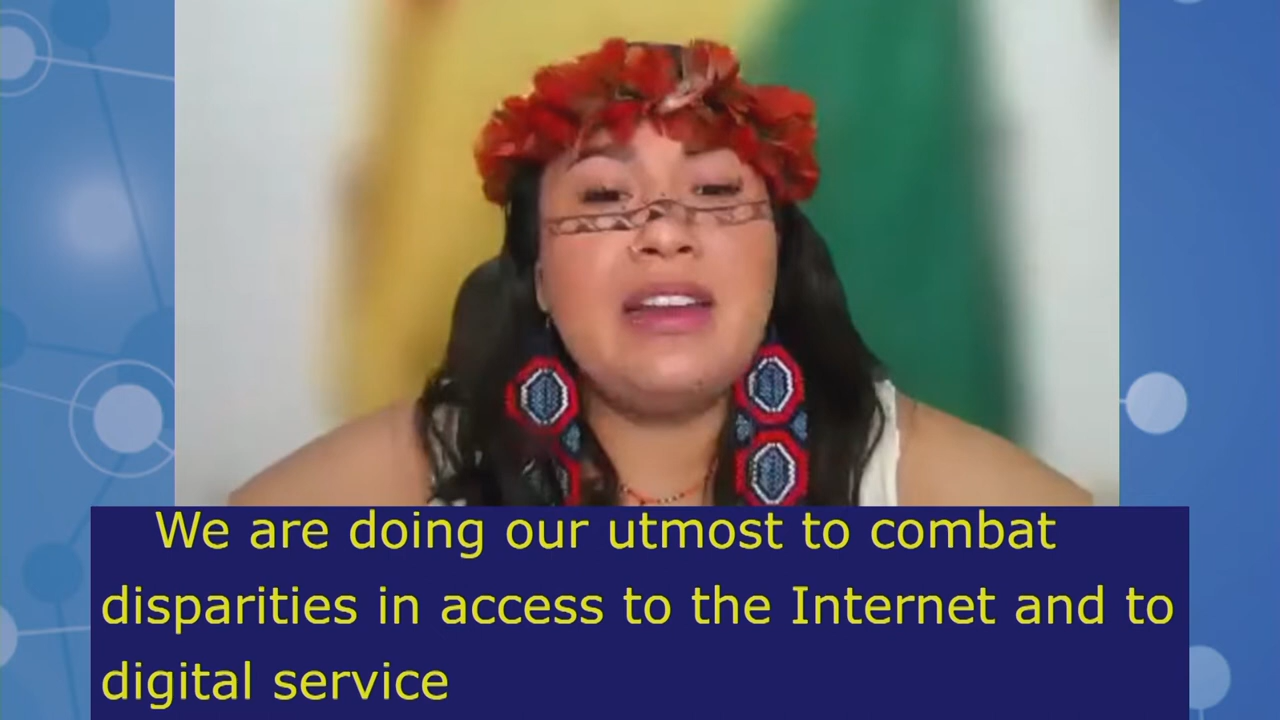 We are doing our utmost to combat
disparities in access to the Internet and to
digital service